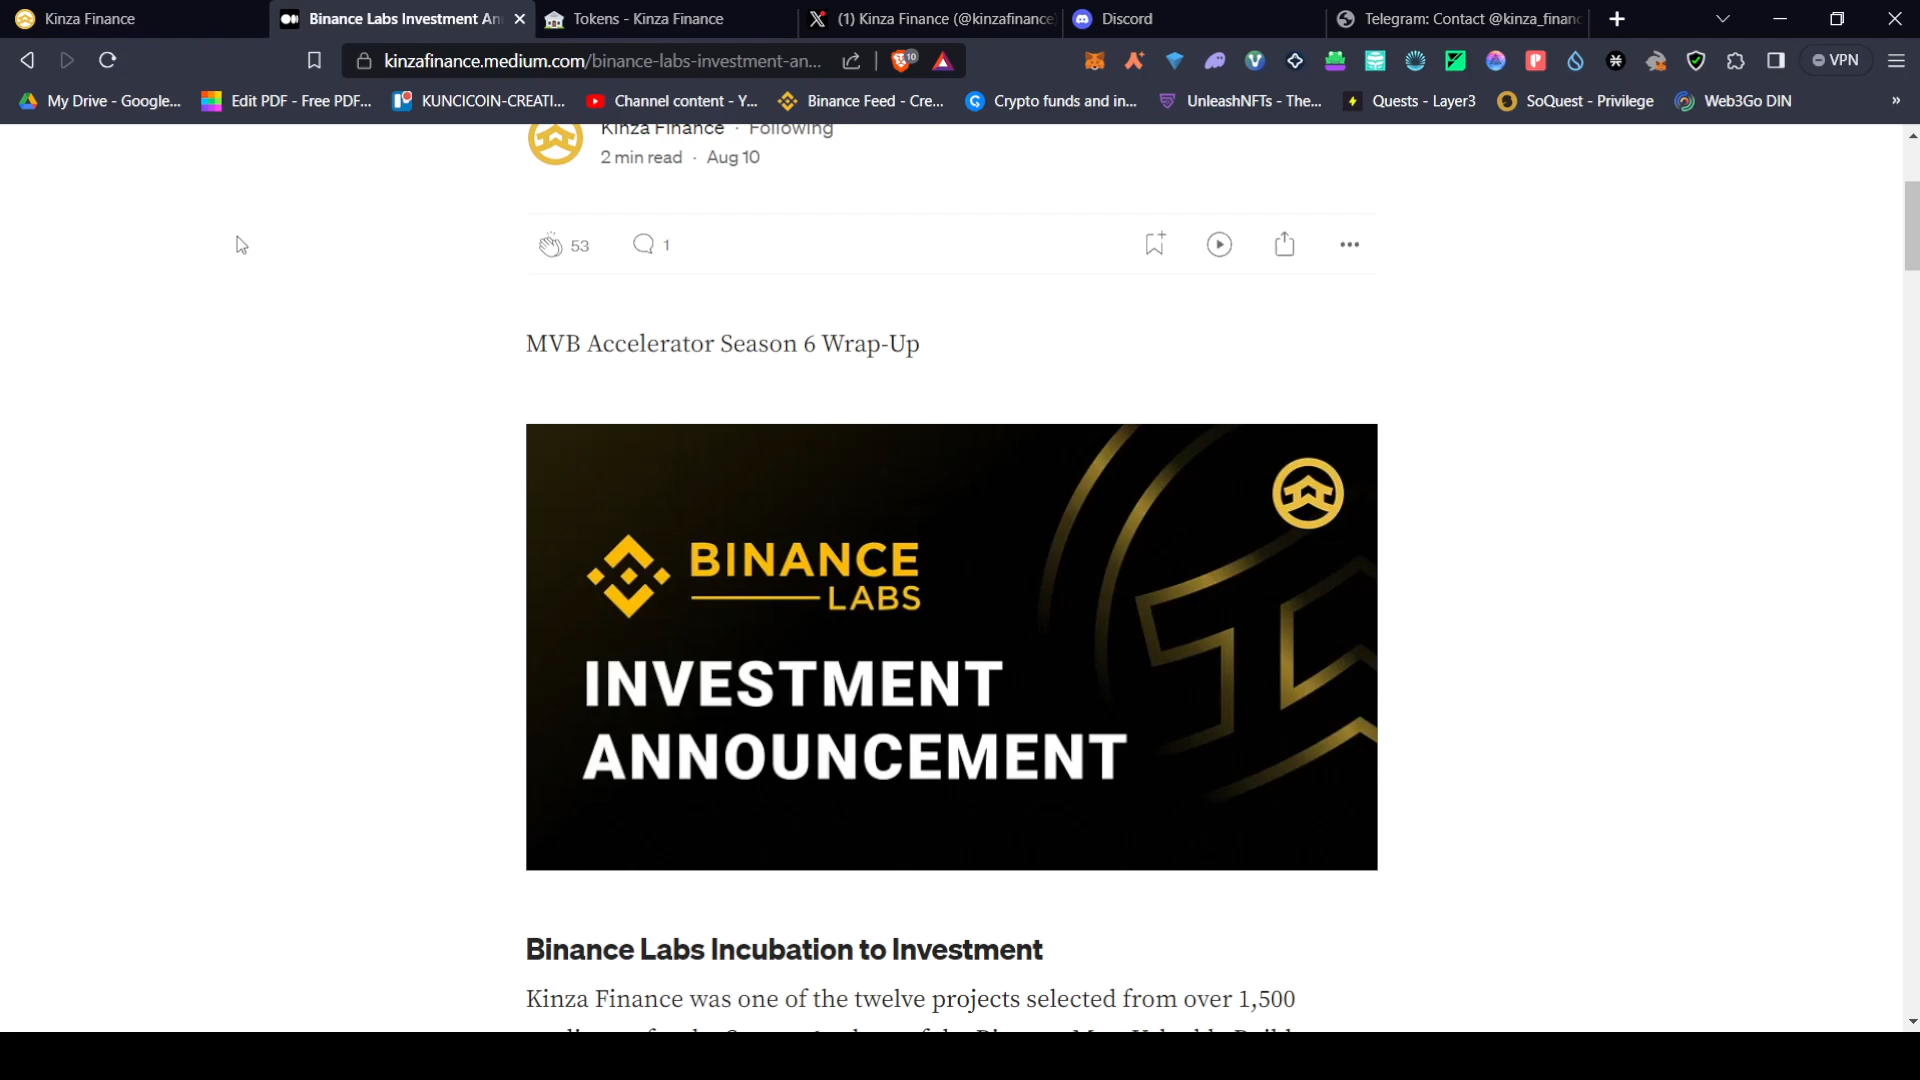 Kinza Finance
Binance Labs Investment An
Tokens - Kinza Finance
(1) Kinza Finance (@kinzafinance
Discord
Telegram: Contact @kinza_financ
kinzafinance.medium.com/binance-labs-investment-an...
10
VPN
My Drive - Google...
Edit PDF - Free PDF...
KUNCICOIN-CREATI...
Channel content - Y...
Binance Feed - Cre...
Crypto funds and in...
UnleashNFTs - The...
Quests - Layer3
SoQuest - Privilege
Web3Go DIN
»
Kinza Finance · Following
2 min read · Aug 10
53
1
MVB Accelerator Season 6 Wrap-Up
BINANCE
LABS
INVESTMENT
ANNOUNCEMENT
Binance Labs Incubation to Investment
Kinza Finance was one of the twelve projects selected from over 1,500